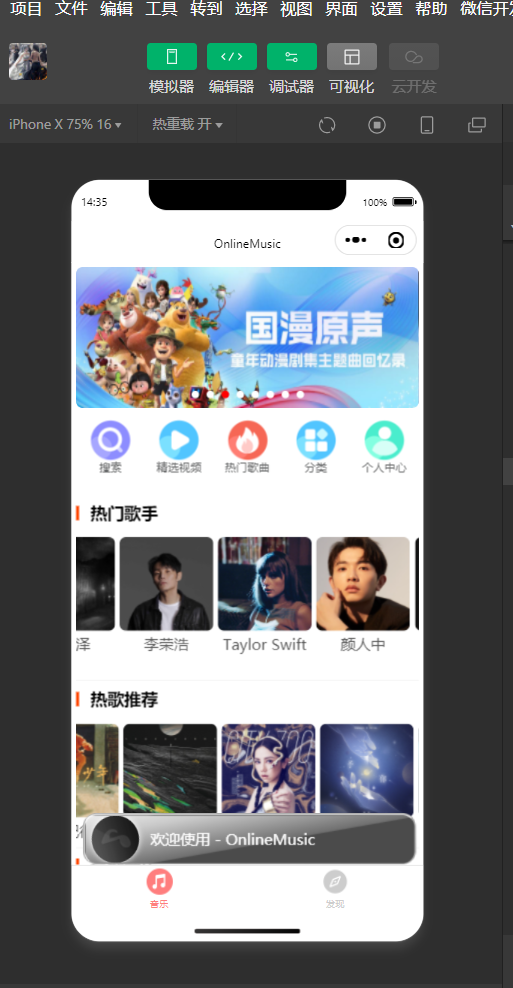 项目 文件 编辑 工具 转到 选择 视图 界面 设置 帮助 微信开发
模拟器 编辑器 调试器 可视化 云开发
iPhone X 75% 16 热重载 开
14:35 100%
OnlineMusic
国漫原声
童年动漫剧集主题曲回忆录
搜索 精选视频 热门歌曲 分类 个人中心
热门歌手
泽 李荣浩 Taylor Swift 颜人中
热歌推荐
欢迎使用 - OnlineMusic
音乐 发现